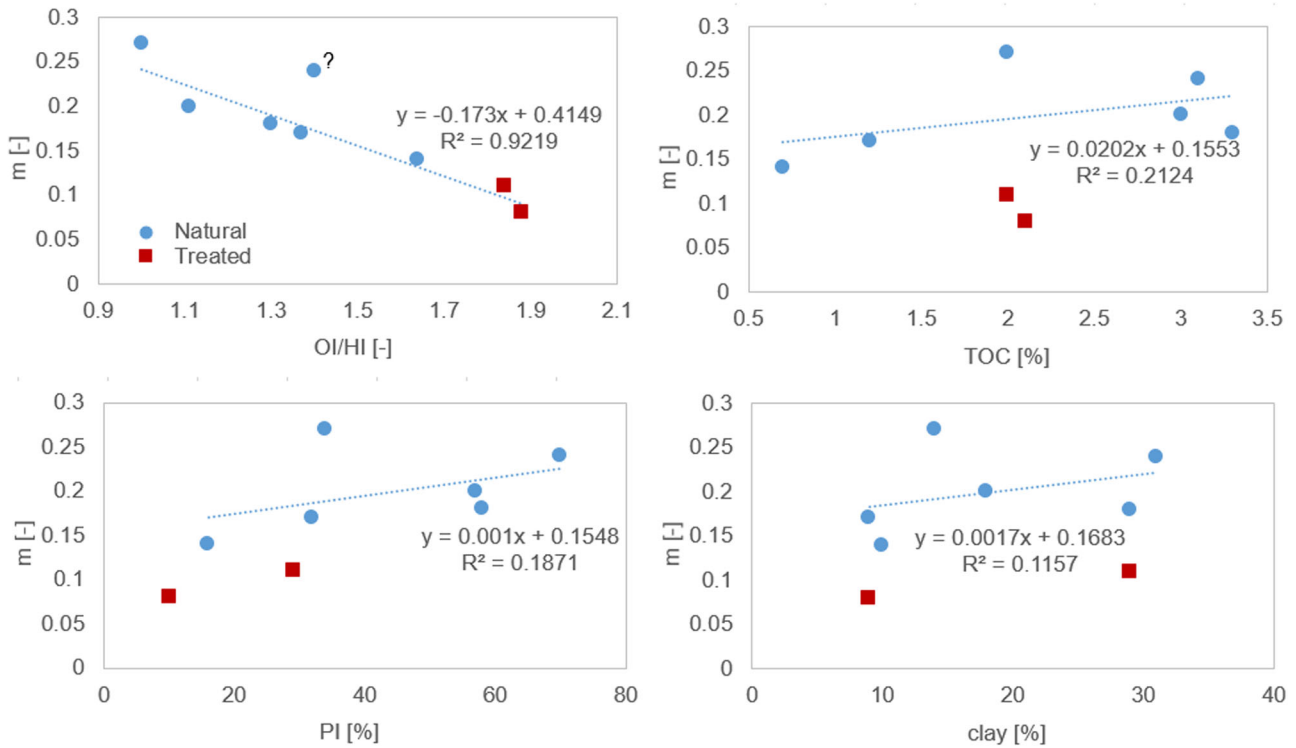 0.3
0.25
0.2
0.15
0.1
0.05
0
m [-]
?
y = -0.173x + 0.4149
R² = 0.9219
Natural
Treated
0.9 1.1 1.3 1.5 1.7 1.9 2.1
OI/HI [-]
0.3
0.25
0.2
0.15
0.1
0.05
0
m [-]
y = 0.0202x + 0.1553
R² = 0.2124
0.5 1 1.5 2 2.5 3 3.5
TOC [%]
0.3
0.25
0.2
0.15
0.1
0.05
0
m [-]
y = 0.001x + 0.1548
R² = 0.1871
0 20 40 60 80
PI [%]
0.3
0.25
0.2
0.15
0.1
0.05
0
m [-]
y = 0.0017x + 0.1683
R² = 0.1157
0 10 20 30 40
clay [%]